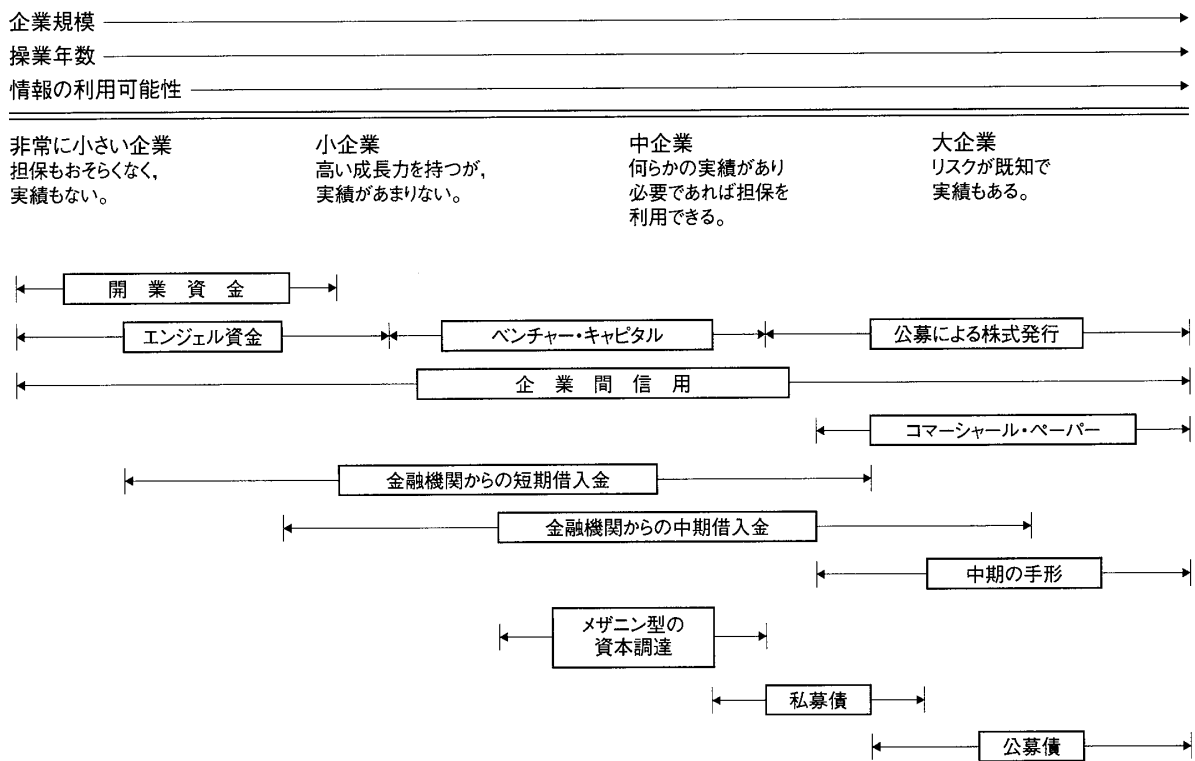 企業規模
操業年数
情報の利用可能性
非常に小さい企業
担保もおそらくなく，
実績もない。
小企業
高い成長力を持つが，
実績があまりない。
中企業
何らかの実績があり
必要であれば担保を
利用できる。
大企業
リスクが既知で
実績もある。
開業資金
エンジェル資金
ベンチャー・キャピタル
公募による株式発行
企業間信用
コマーシャール・ペーパー
金融機関からの短期借入金
金融機関からの中期借入金
中期の手形
メザニン型の
資本調達
私募債
公募債